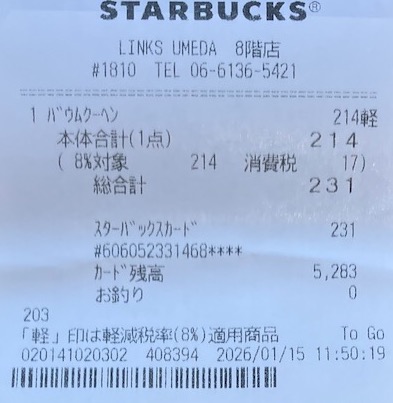 STARBUCKS®
LINKS UMEDA 8階店
#1810 TEL 06-6136-5421
1 ﾊﾞｳﾑｸｰﾍﾝ 214軽
本体合計(1点) 214
( 8%対象 214 消費税 17)
総合計 231
ｽﾀｰﾊﾞｯｸｽｶｰﾄﾞ 231
#606052331468****
ｶｰﾄﾞ残高 5,283
お釣り 0
203
「軽」印は軽減税率(8%)適用商品 To Go
020141020302 408394 2026/01/15 11:50:19